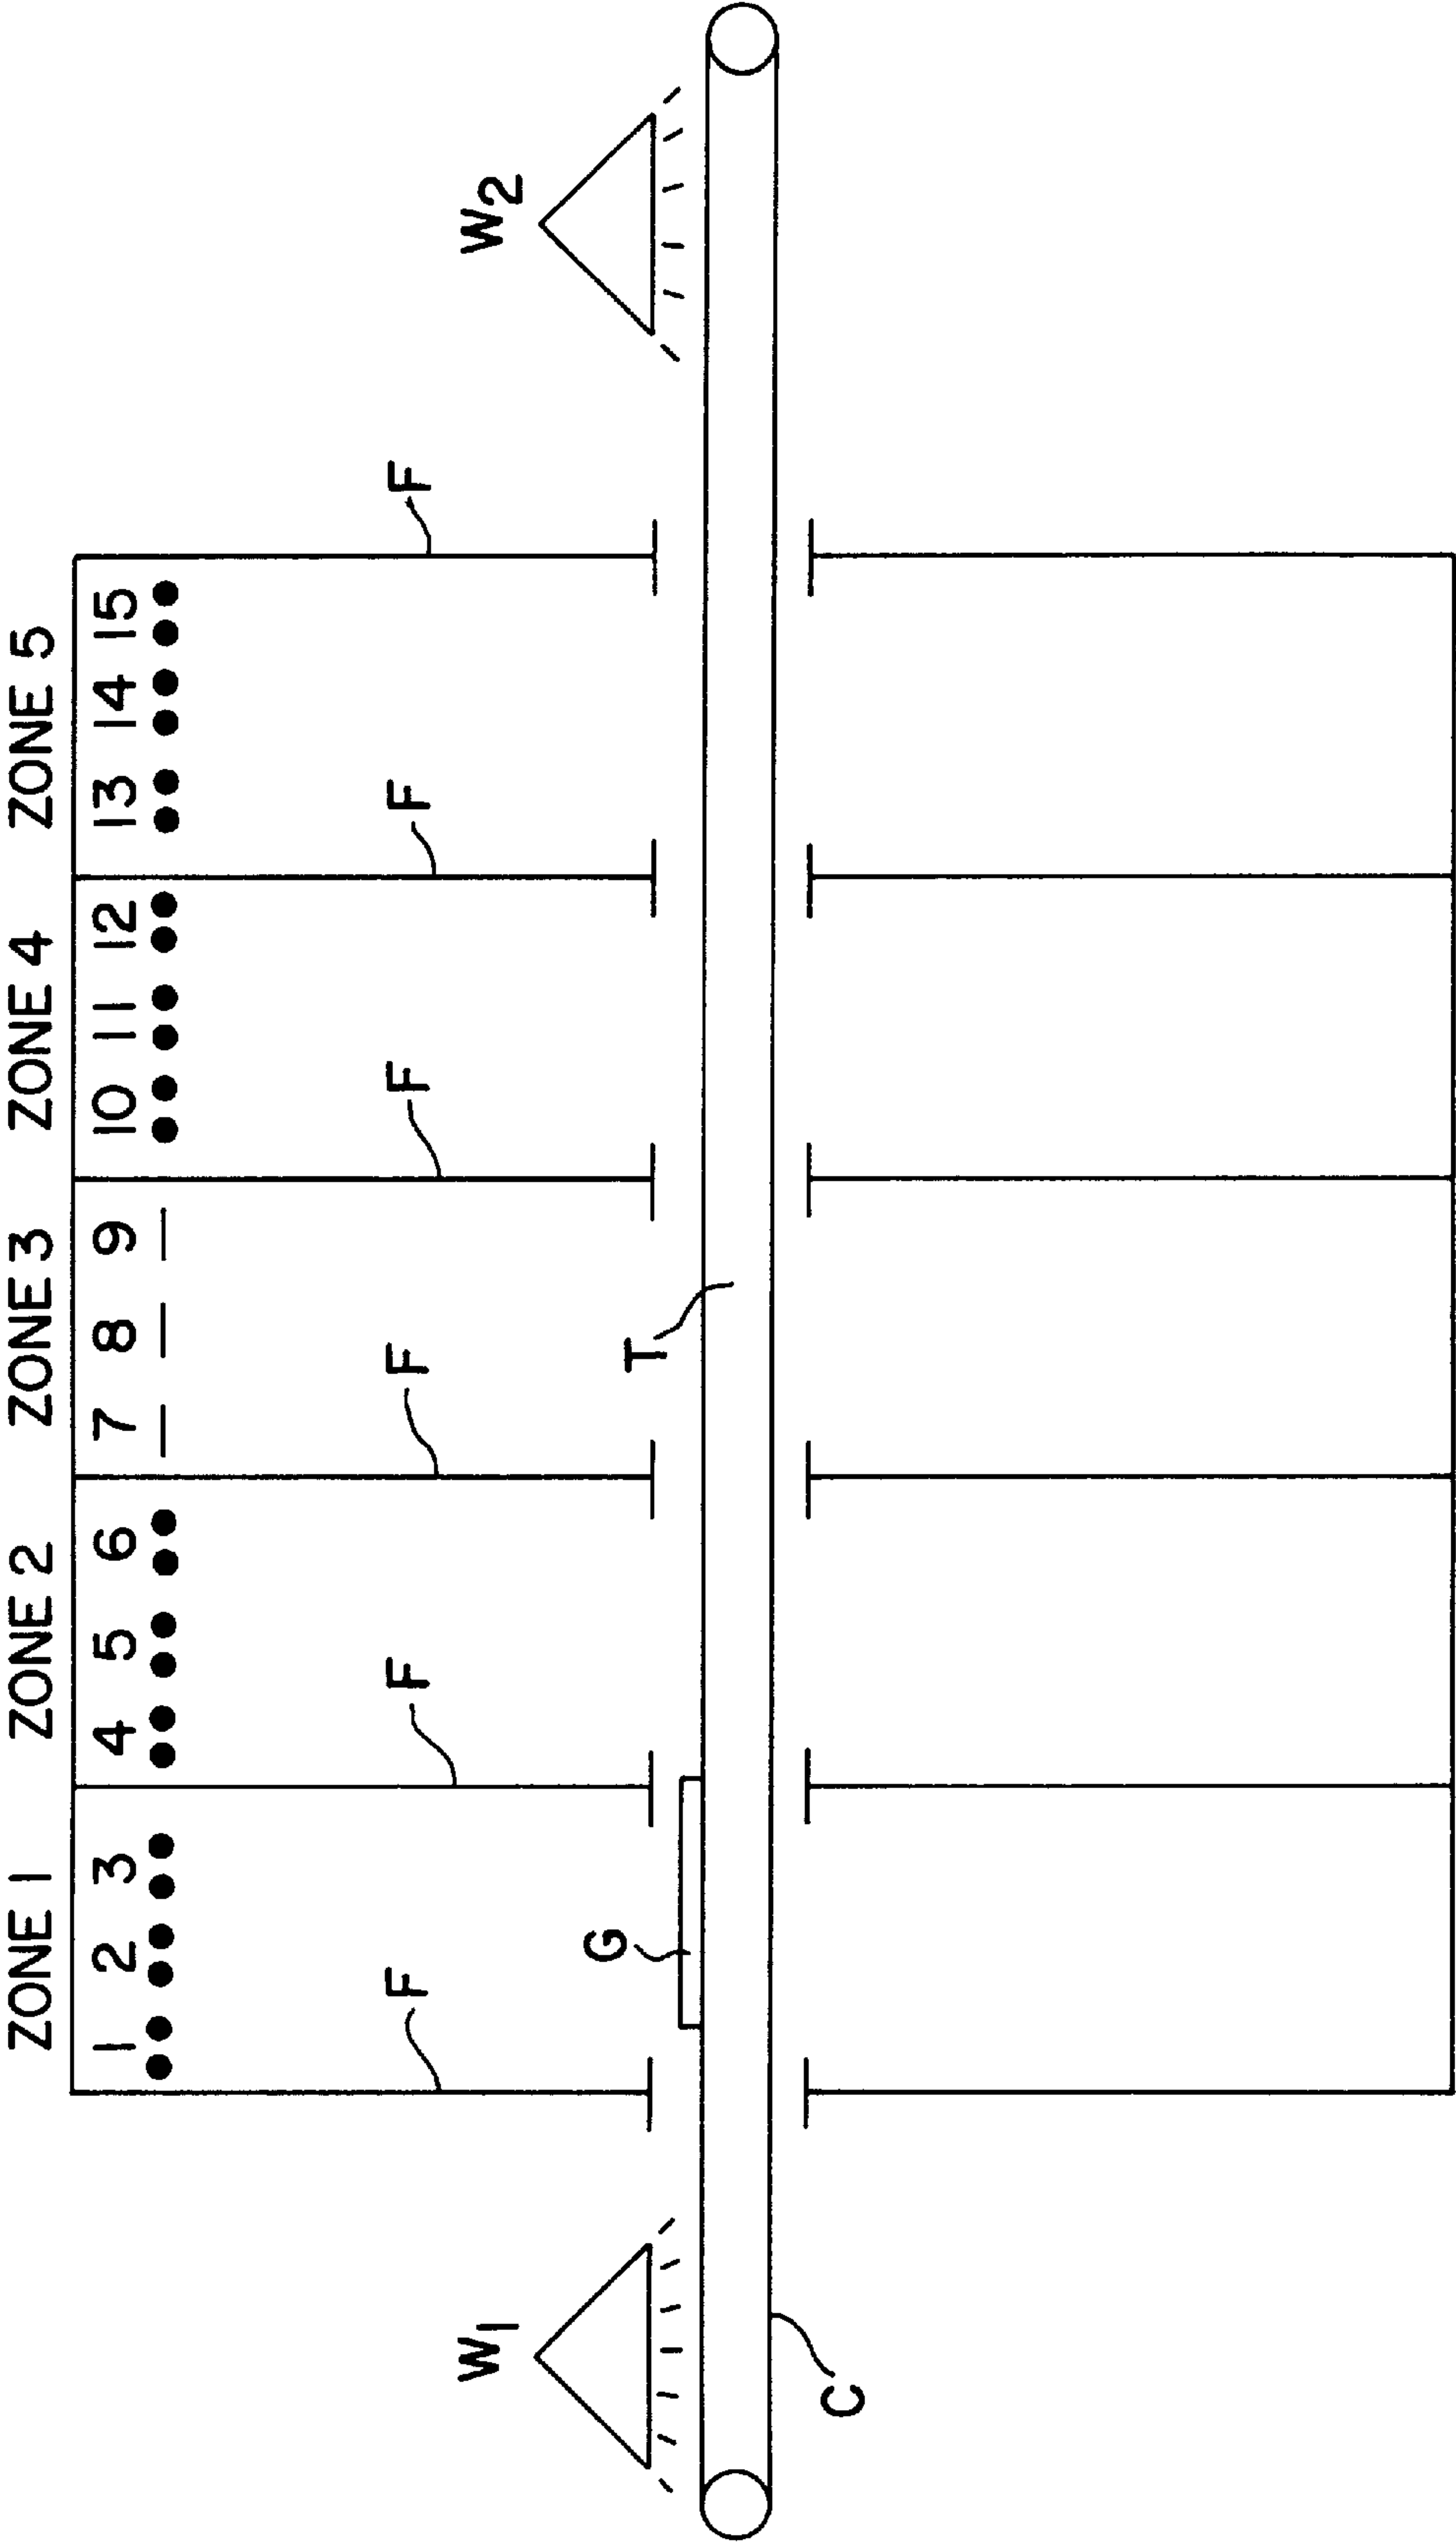 ZONE 1 ZONE 2 ZONE 3 ZONE 4 ZONE 5
1 2 3 4 5 6 7 8 9 10 11 12 13 14 15
F F F F F F
W1 W2
G T
C